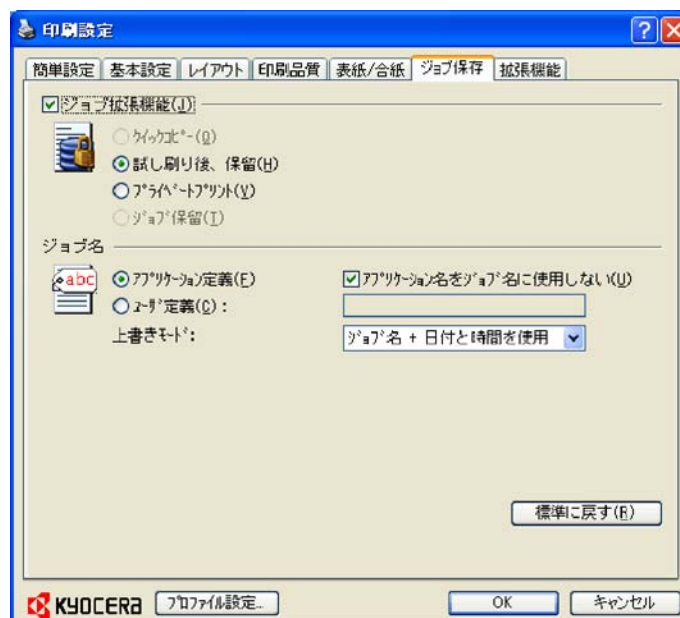 印刷設定
簡単設定 基本設定 レイアウト 印刷品質 表紙/合紙 ジョブ保存 拡張機能
ジョブ拡張機能(J)
クイックコピー(Q)
試し刷り後、保留(H)
プライベートプリント(V)
ジョブ保留(T)
ジョブ名
abc
アプリケーション定義(F) アプリケーション名をジョブ名に使用しない(U)
ユーザ定義(C):
上書きモード: ジョブ名 + 日付と時間を使用
標準に戻す(R)
KYOCERA プロファイル設定... OK キャンセル